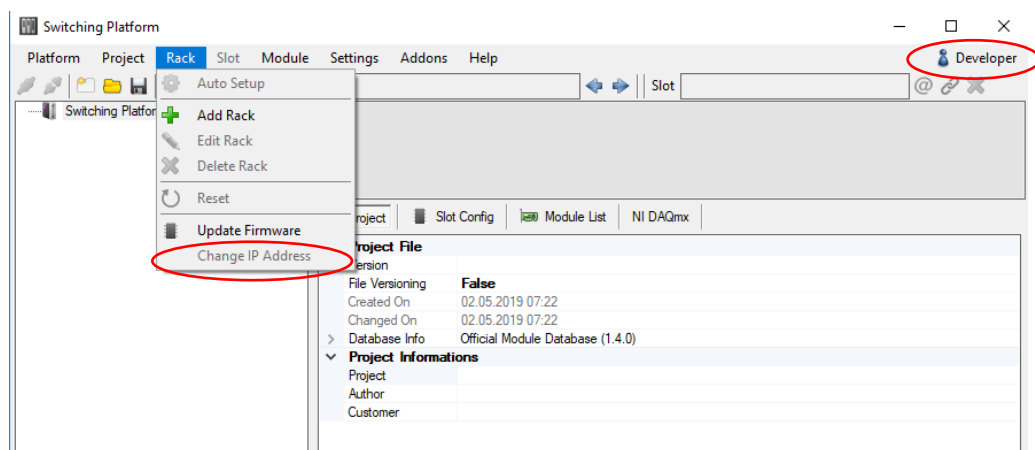 Switching Platform
Platform Project Rack Slot Module Settings Addons Help Developer
Auto Setup
Slot @
Switching Platfor
Add Rack
Edit Rack
Delete Rack
Reset
Update Firmware
Change IP Address
roject Slot Config Module List NI DAQmx
Project File
ersion
File Versioning False
Created On 02.05.2019 07:22
Changed On 02.05.2019 07:22
Database Info Official Module Database (1.4.0)
Project Informations
Project
Author
Customer